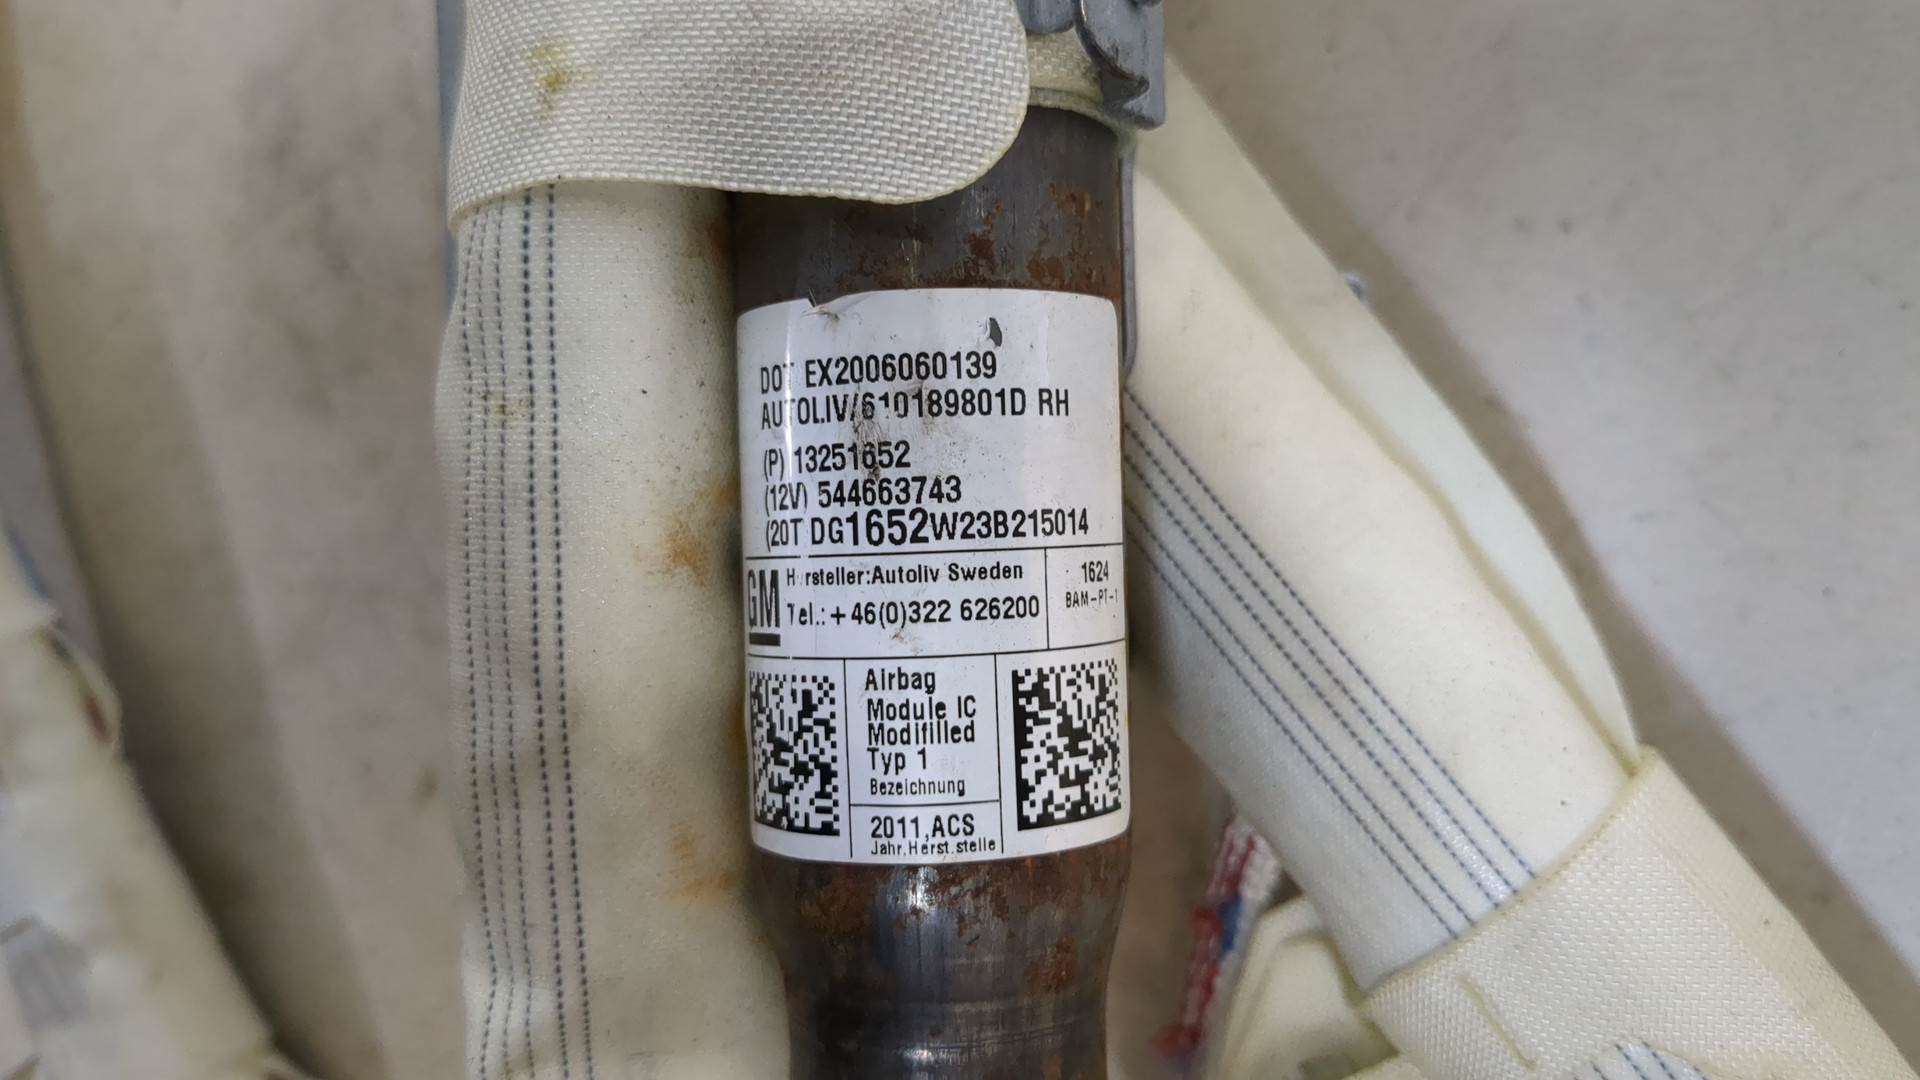 DOT EX2006060139
AUTOLIV/610189801D RH
(P) 13251652
(12V) 544663743
(20T DG1652W23B215014
GM
Hersteller:Autoliv Sweden
Tel.: +46(0)322 626200
1624
BAM-PT-1
Airbag
Module IC
Modifilled
Typ 1
Bezeichnung
2011,ACS
Jahr,Herst.stelle